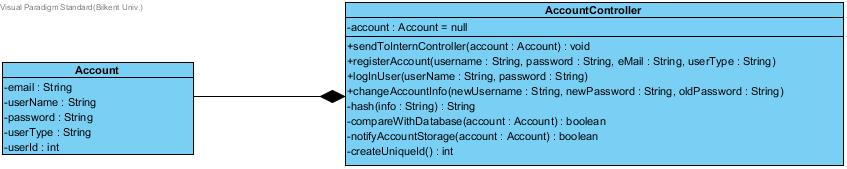 Visual Paradigm Standard(Bilkent Univ.)
Account
-email : String
-userName : String
-password : String
-userType : String
-userId : int
AccountController
-account : Account = null
+sendToInternController(account : Account) : void
+registerAccount(username : String, password : String, eMail : String, userType : String)
+logInUser(userName : String, password : String)
+changeAccountInfo(newUsername : String, newPassword : String, oldPassword : String)
-hash(info : String) : String
-compareWithDatabase(account : Account) : boolean
-notifyAccountStorage(account : Account) : boolean
-createUniqueId() : int